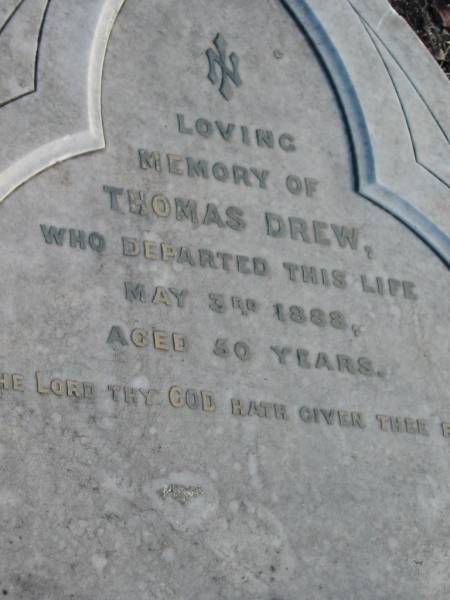 IN
LOVING
MEMORY OF
THOMAS DREW,
WHO DEPARTED THIS LIFE
MAY 3RD 1888,
AGED 50 YEARS.
HE LORD THY GOD HATH GIVEN THEE